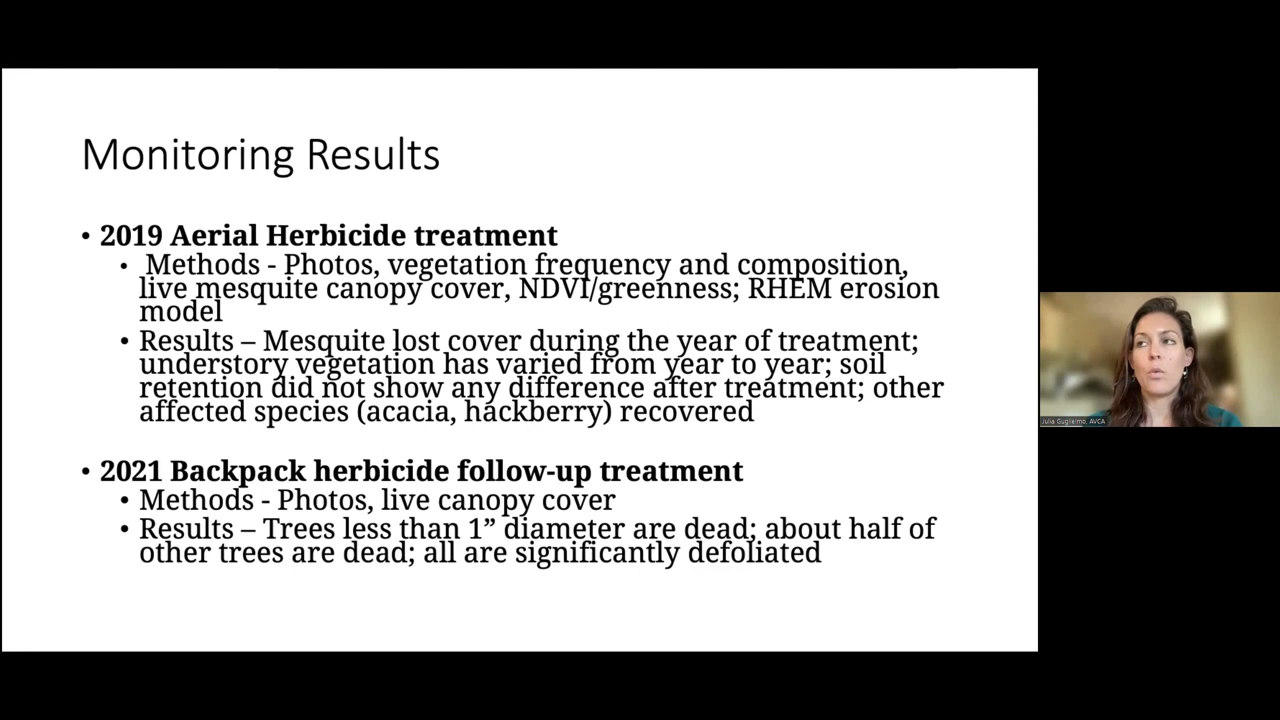 Monitoring Results
• 2019 Aerial Herbicide treatment
• Methods - Photos, vegetation frequency and composition,
live mesquite canopy cover, NDVI/greenness; RHEM erosion
model
• Results – Mesquite lost cover during the year of treatment;
understory vegetation has varied from year to year; soil
retention did not show any difference after treatment; other
affected species (acacia, hackberry) recovered
• 2021 Backpack herbicide follow-up treatment
• Methods - Photos, live canopy cover
• Results – Trees less than 1” diameter are dead; about half of
other trees are dead; all are significantly defoliated
Julia Guglielmo, AVCA